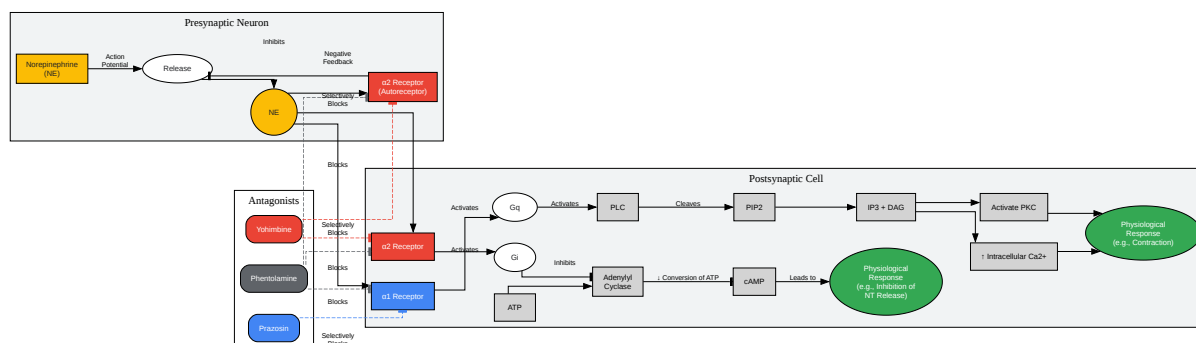 Presynaptic Neuron
Inhibits
Negative
Feedback
Action
Potential
Norepinephrine
(NE)
Release
α2 Receptor
(Autoreceptor)
Selectively
Blocks
NE
Blocks
Postsynaptic Cell
Antagonists
Yohimbine
Selectively
Blocks
Phentolamine
Blocks
Blocks
Prazosin
Selectively
Blocks
α2 Receptor
α1 Receptor
Activates
Activates
Gq
Gi
Activates
PLC
Cleaves
PIP2
IP3 + DAG
Activate PKC
↑ Intracellular Ca2+
Physiological
Response
(e.g., Contraction)
Inhibits
ATP
Adenylyl
Cyclase
↓ Conversion of ATP
cAMP
Leads to
Physiological
Response
(e.g., Inhibition of
NT Release)